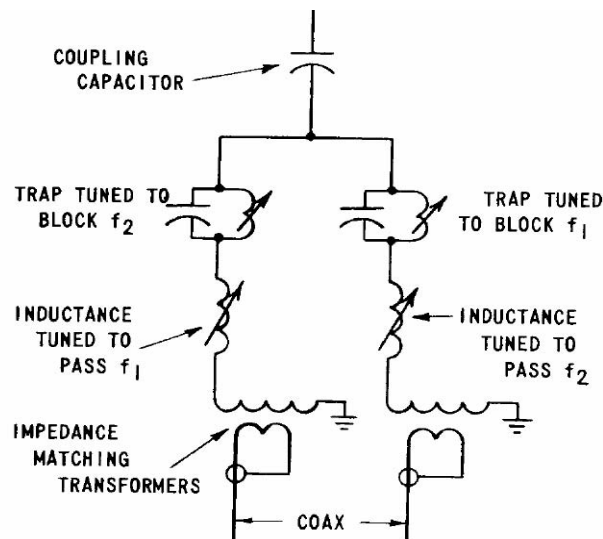 COUPLING
CAPACITOR
TRAP TUNED TO
BLOCK f2
TRAP TUNED
TO BLOCK f1
INDUCTANCE
TUNED TO
PASS f1
INDUCTANCE
TUNED TO
PASS f2
IMPEDANCE
MATCHING
TRANSFORMERS
COAX